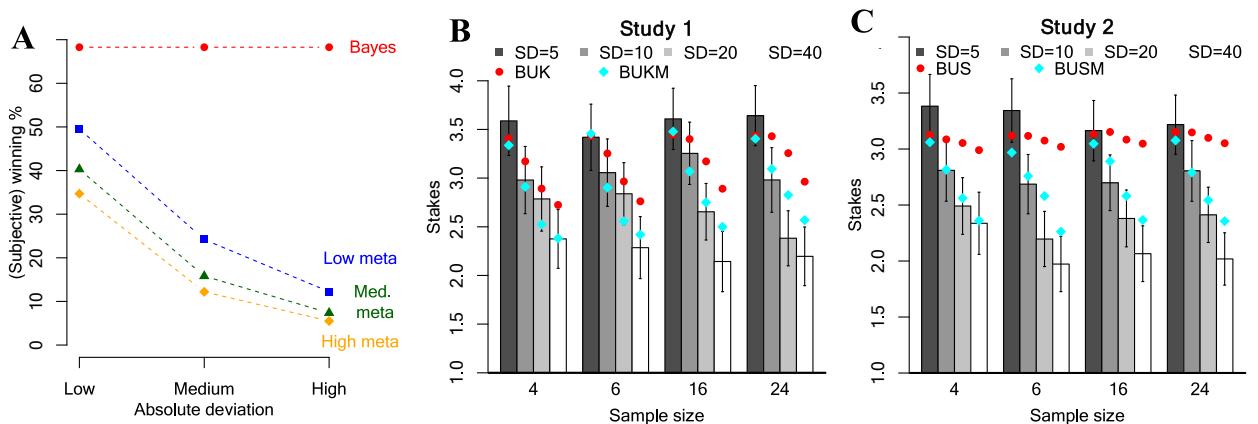 A
(Subjective) winning %
0 10 20 30 40 50 60
Bayes
Low meta
Med.
meta
High meta
Low Medium High
Absolute deviation
B
Study 1
SD=5 SD=10 SD=20 SD=40
BUK BUKM
Stakes
1.0 1.5 2.0 2.5 3.0 3.5 4.0
4 6 16 24
Sample size
C
Study 2
SD=5 SD=10 SD=20 SD=40
BUS BUSM
Stakes
1.0 1.5 2.0 2.5 3.0 3.5
4 6 16 24
Sample size